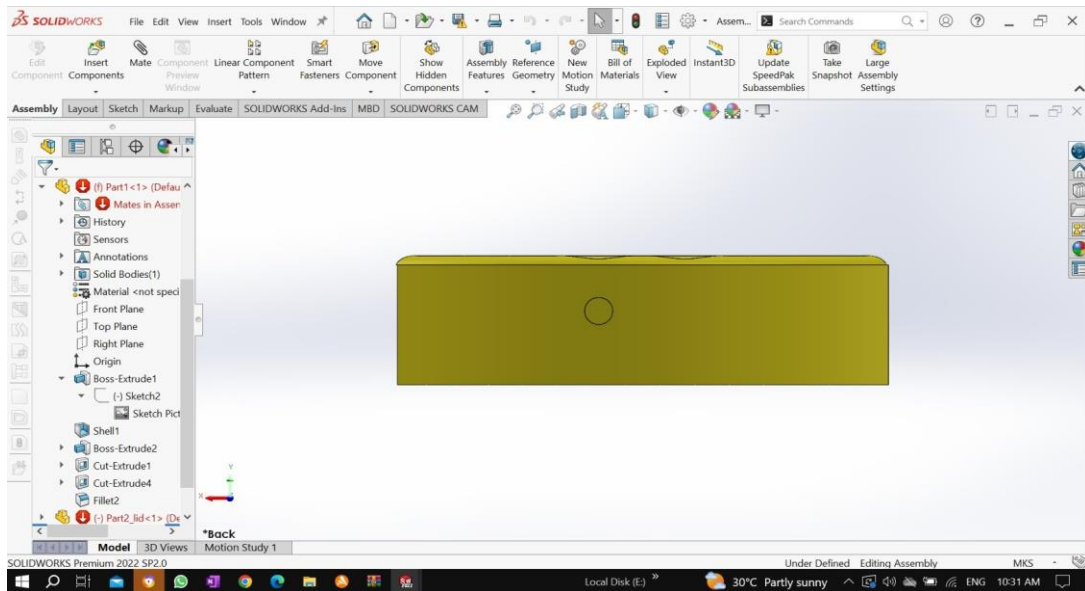 SOLIDWORKS File Edit View Insert Tools Window Assem... Search Commands
Edit Component
Insert Components
Mate
Component Preview Window
Linear Component Pattern
Smart Fasteners
Move Component
Show Hidden Components
Assembly Features
Reference Geometry
New Motion Study
Bill of Materials
Exploded View
Instant3D
Update SpeedPak Subassemblies
Take Snapshot
Large Assembly Settings
Assembly Layout Sketch Markup Evaluate SOLIDWORKS Add-Ins MBD SOLIDWORKS CAM
(f) Part1<1> (Defau
Mates in Assem
History
Sensors
Annotations
Solid Bodies(1)
Material <not speci
Front Plane
Top Plane
Right Plane
Origin
Boss-Extrude1
(-) Sketch2
Sketch Pict
Shell1
Boss-Extrude2
Cut-Extrude1
Cut-Extrude4
Fillet2
(-) Part2_lid<1> (De
Y
X
*Back
Model 3D Views Motion Study 1
SOLIDWORKS Premium 2022 SP2.0 Under Defined Editing Assembly MKS -
Local Disk (E:) » 30°C Partly sunny ENG 10:31 AM